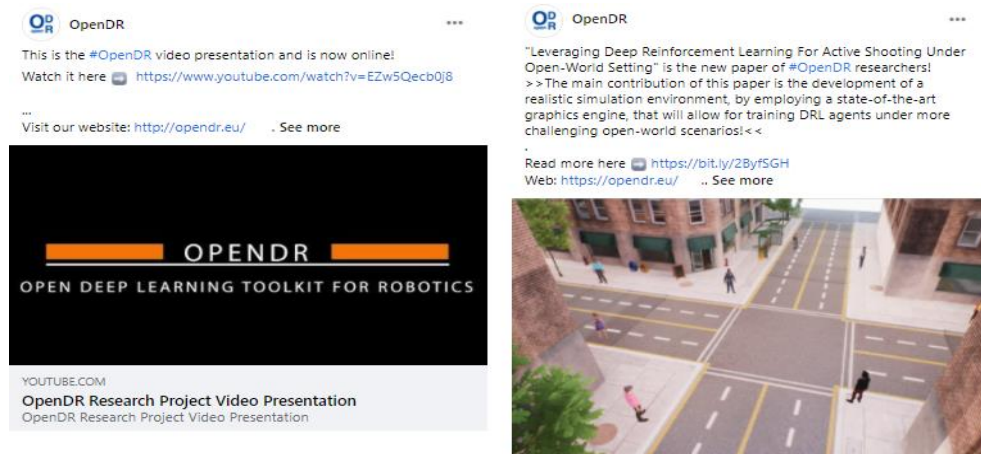 OpenDR
This is the #OpenDR video presentation and is now online!
Watch it here ➡ https://www.youtube.com/watch?v=EZw5Qecb0j8
...
Visit our website: http://opendr.eu/ . See more
OPENDR
OPEN DEEP LEARNING TOOLKIT FOR ROBOTICS
YOUTUBE.COM
OpenDR Research Project Video Presentation
OpenDR Research Project Video Presentation
OpenDR
"Leveraging Deep Reinforcement Learning For Active Shooting Under
Open-World Setting" is the new paper of #OpenDR researchers!
>>The main contribution of this paper is the development of a
realistic simulation environment, by employing a state-of-the-art
graphics engine, that will allow for training DRL agents under more
challenging open-world scenarios!<<
.
Read more here ➡ https://bit.ly/2ByfSGH
Web: https://opendr.eu/ .. See more